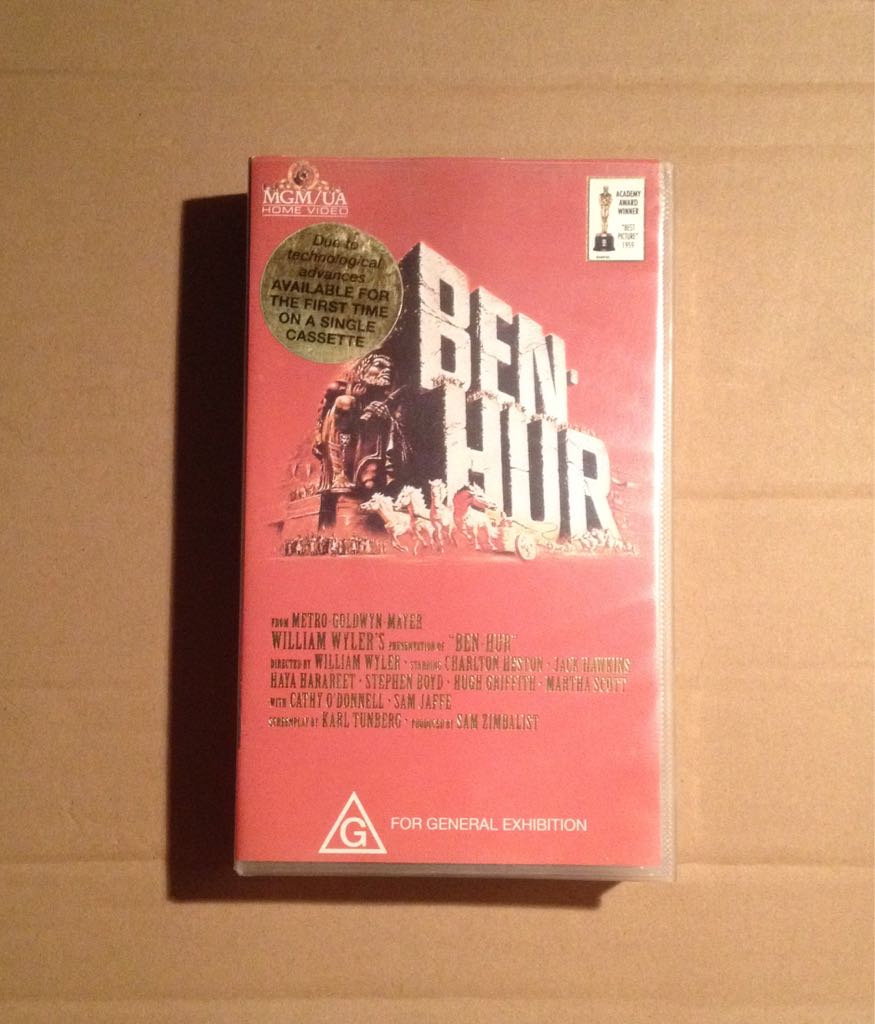 MGM/UA
HOME VIDEO
ACADEMY
AWARD
WINNER
"BEST
PICTURE"
1959
Due to
technological
advances
AVAILABLE FOR
THE FIRST TIME
ON A SINGLE
CASSETTE
BEN-
HUR
FROM METRO-GOLDWYN-MAYER
WILLIAM WYLER'S PRESENTATION OF "BEN-HUR"
DIRECTED BY WILLIAM WYLER · STARRING CHARLTON HESTON · JACK HAWKINS
HAYA HARAREET · STEPHEN BOYD · HUGH GRIFFITH · MARTHA SCOTT
WITH CATHY O'DONNELL · SAM JAFFE
SCREENPLAY BY KARL TUNBERG · PRODUCED BY SAM ZIMBALIST
G FOR GENERAL EXHIBITION